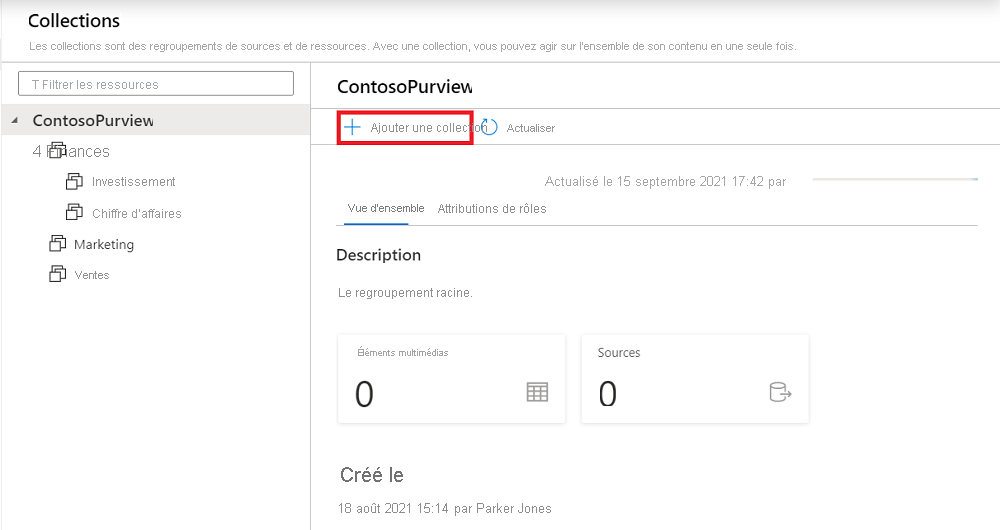 Collections
Les collections sont des regroupements de sources et de ressources. Avec une collection, vous pouvez agir sur l'ensemble de son contenu en une seule fois.
T Filtrer les ressources
ContosoPurview
4 Finances
Investissement
Chiffre d'affaires
Marketing
Ventes
ContosoPurview
Ajouter une collection Actualiser
Actualisé le 15 septembre 2021 17:42 par
Vue d'ensemble Attributions de rôles
Description
Le regroupement racine.
Éléments multimédias
0
Sources
0
Créé le
18 août 2021 15:14 par Parker Jones